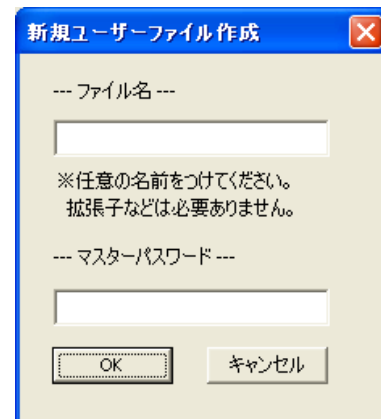 新規ユーザーファイル作成
--- ファイル名 ---
※任意の名前をつけてください。
拡張子などは必要ありません。
--- マスターパスワード ---
OK キャンセル